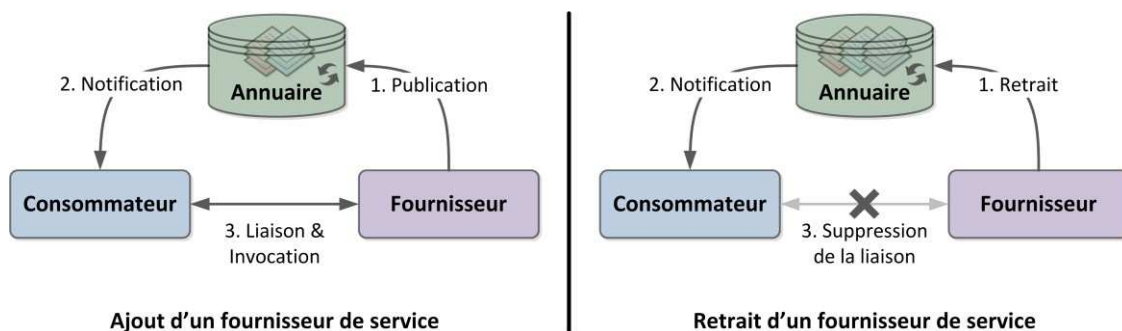 Annuaire
2. Notification
1. Publication
Consommateur
Fournisseur
3. Liaison &
Invocation
Ajout d’un fournisseur de service
Annuaire
2. Notification
1. Retrait
Consommateur
Fournisseur
3. Suppression
de la liaison
Retrait d’un fournisseur de service